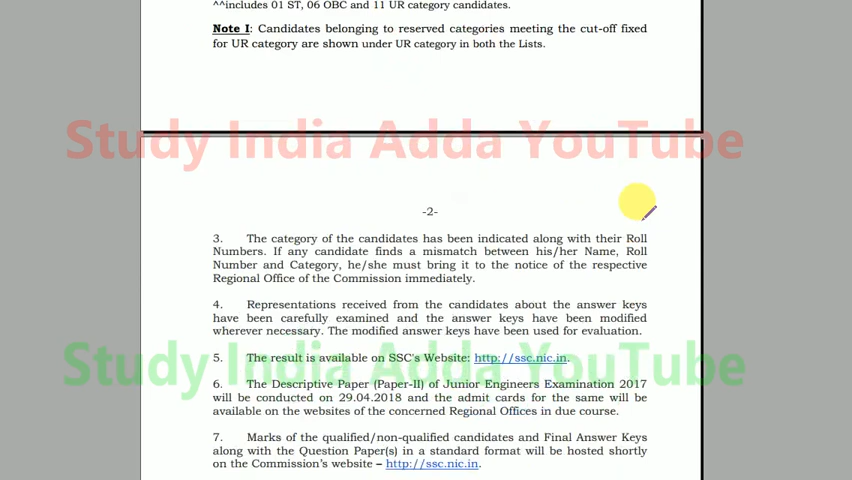 ^^includes 01 ST, 06 OBC and 11 UR category candidates.
Note I: Candidates belonging to reserved categories meeting the cut-off fixed
for UR category are shown under UR category in both the Lists.
Study India Adda YouTube
-2-
3. The category of the candidates has been indicated along with their Roll
Numbers. If any candidate finds a mismatch between his/her Name, Roll
Number and Category, he/she must bring it to the notice of the respective
Regional Office of the Commission immediately.
4. Representations received from the candidates about the answer keys
have been carefully examined and the answer keys have been modified
wherever necessary. The modified answer keys have been used for evaluation.
5. The result is available on SSC's Website: http://ssc.nic.in.
Study India Adda YouTube
6. The Descriptive Paper (Paper-II) of Junior Engineers Examination 2017
will be conducted on 29.04.2018 and the admit cards for the same will be
available on the websites of the concerned Regional Offices in due course.
7. Marks of the qualified/non-qualified candidates and Final Answer Keys
along with the Question Paper(s) in a standard format will be hosted shortly
on the Commission's website – http://ssc.nic.in.